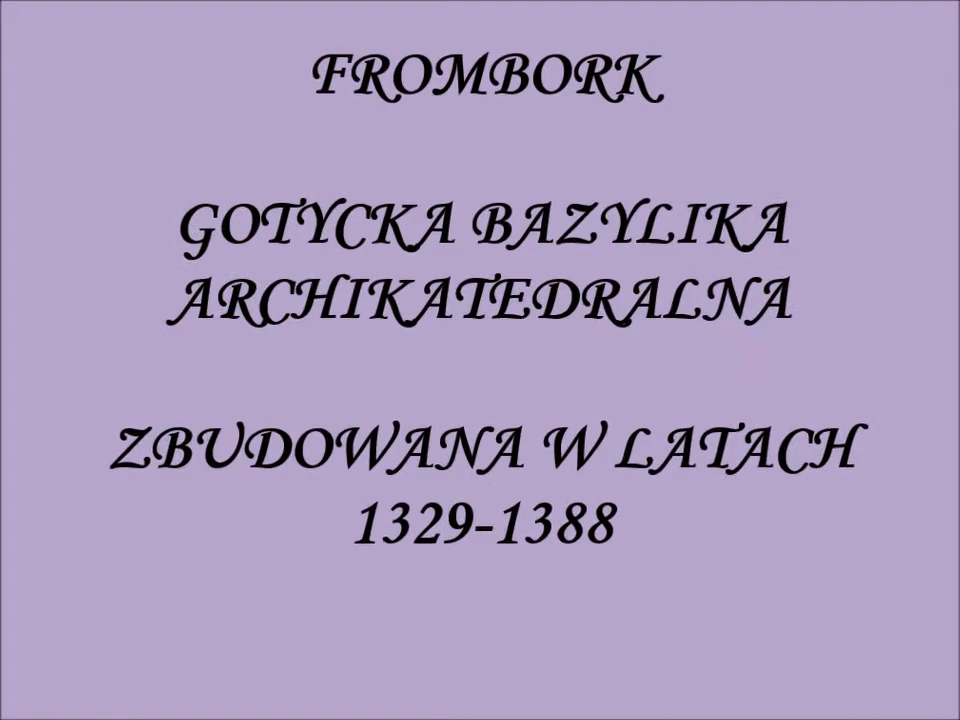 FROMBORK
GOTYCKA BAZYLIKA
ARCHIKATEDRALNA
ZBUDOWANA W LATACH
1329-1388